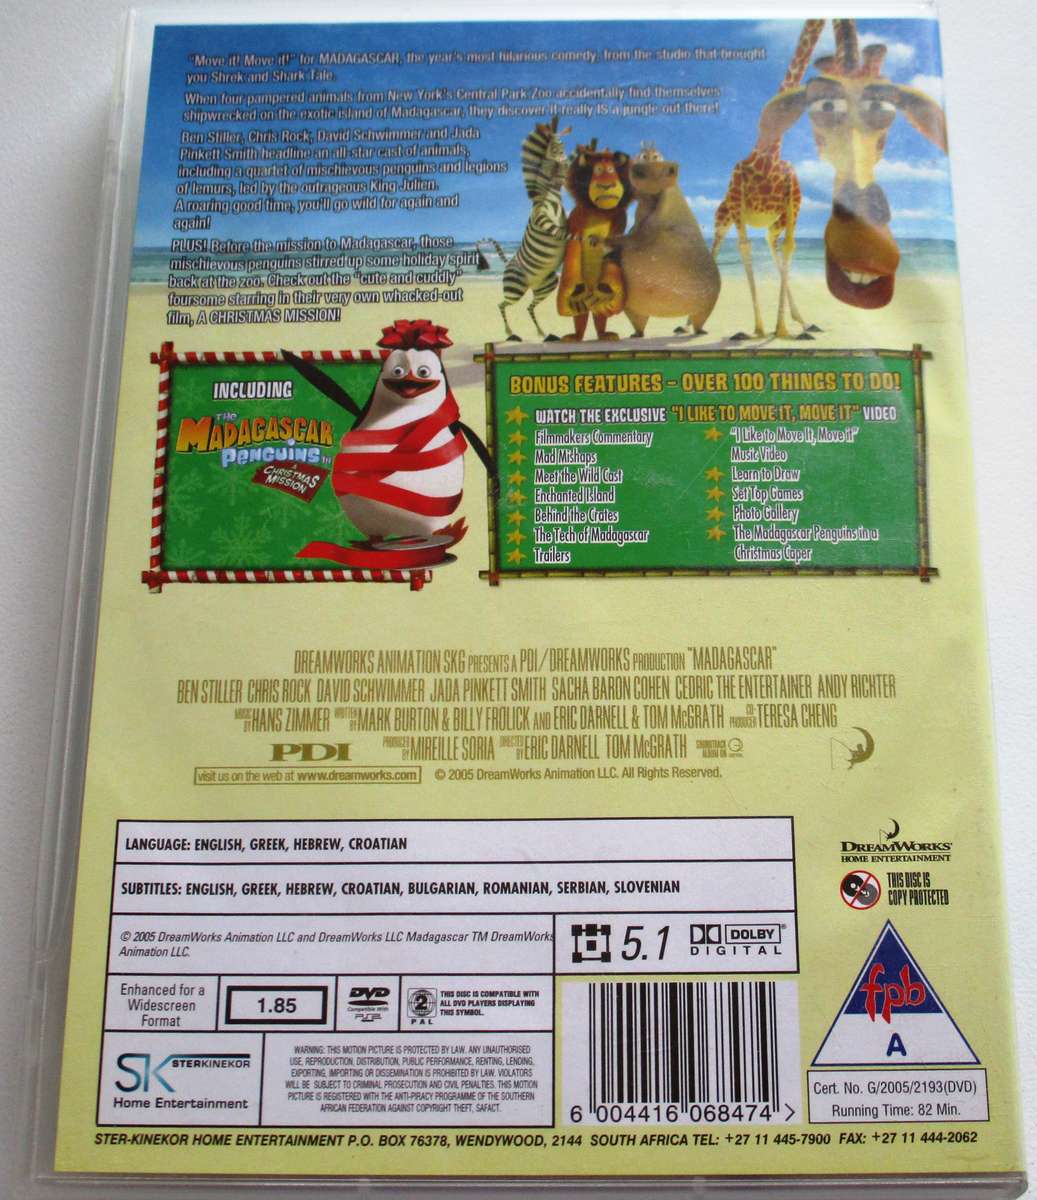 "Move it! Move it!" for MADAGASCAR, the year's most hilarious comedy, from the studio that brought
you Shrek and Shark Tale.
When four pampered animals from New York's Central Park Zoo accidentally find themselves
shipwrecked on the exotic island of Madagascar, they discover it really IS a jungle out there!
Ben Stiller, Chris Rock, David Schwimmer and Jada
Pinkett Smith headline an all-star cast of animals,
including a quartet of mischievous penguins and legions
of lemurs, led by the outrageous King Julien.
A roaring good time, you'll go wild for again and
again!
PLUS! Before the mission to Madagascar, those
mischievous penguins stirred up some holiday spirit
back at the zoo. Check out the "cute and cuddly"
foursome starring in their very own whacked-out
film, A CHRISTMAS MISSION!
INCLUDING
THE
MADAGASCAR
PENGUINS TM
A
CHRISTMAS
MISSION
BONUS FEATURES - OVER 100 THINGS TO DO!
WATCH THE EXCLUSIVE "I LIKE TO MOVE IT, MOVE IT" VIDEO
Filmmakers Commentary
Mad Mishaps
Meet the Wild Cast
Enchanted Island
Behind the Crates
The Tech of Madagascar
Trailers
"I Like to Move It, Move it"
Music Video
Learn to Draw
Set Top Games
Photo Gallery
The Madagascar Penguins in a
Christmas Caper
DREAMWORKS ANIMATION SKG PRESENTS A PDI/DREAMWORKS PRODUCTION "MADAGASCAR"
BEN STILLER CHRIS ROCK DAVID SCHWIMMER JADA PINKETT SMITH SACHA BARON COHEN CEDRIC THE ENTERTAINER ANDY RICHTER
MUSIC BY HANS ZIMMER WRITTEN BY MARK BURTON & BILLY FROLICK AND ERIC DARNELL & TOM McGRATH CO-PRODUCER TERESA CHENG
PDI PRODUCED BY MIREILLE SORIA DIRECTED BY ERIC DARNELL TOM McGRATH SOUNDTRACK ALBUM ON
visit us on the web at www.dreamworks.com © 2005 DreamWorks Animation LLC. All Rights Reserved.
LANGUAGE: ENGLISH, GREEK, HEBREW, CROATIAN
SUBTITLES: ENGLISH, GREEK, HEBREW, CROATIAN, BULGARIAN, ROMANIAN, SERBIAN, SLOVENIAN
© 2005 DreamWorks Animation LLC and DreamWorks LLC Madagascar TM DreamWorks
Animation LLC.
5.1 DOLBY
DIGITAL
Enhanced for a
Widescreen
Format
1.85
DVD
Compatible With
PS2
2
PAL
THIS DISC IS COMPATIBLE WITH
ALL DVD PLAYERS DISPLAYING
THIS SYMBOL.
SK STERKINEKOR
Home Entertainment
WARNING: THIS MOTION PICTURE IS PROTECTED BY LAW. ANY UNAUTHORISED
USE, REPRODUCTION, DISTRIBUTION, PUBLIC PERFORMANCE, RENTING, LENDING,
EXPORTING, IMPORTING OR DISSEMINATION IS PROHIBITED BY LAW. VIOLATORS
WILL BE SUBJECT TO CRIMINAL PROSECUTION AND CIVIL PENALTIES. THIS MOTION
PICTURE IS REGISTERED WITH THE ANTI-PIRACY PROGRAMME OF THE SOUTHERN
AFRICAN FEDERATION AGAINST COPYRIGHT THEFT, SAFACT.
6 004416 068474 >
DREAMWORKS
HOME ENTERTAINMENT
THIS DISC IS
COPY PROTECTED
fpb
A
Cert. No. G/2005/2193(DVD)
Running Time: 82 Min.
STER-KINEKOR HOME ENTERTAINMENT P.O. BOX 76378, WENDYWOOD, 2144 SOUTH AFRICA TEL: +27 11 445-7900 FAX: +27 11 444-2062